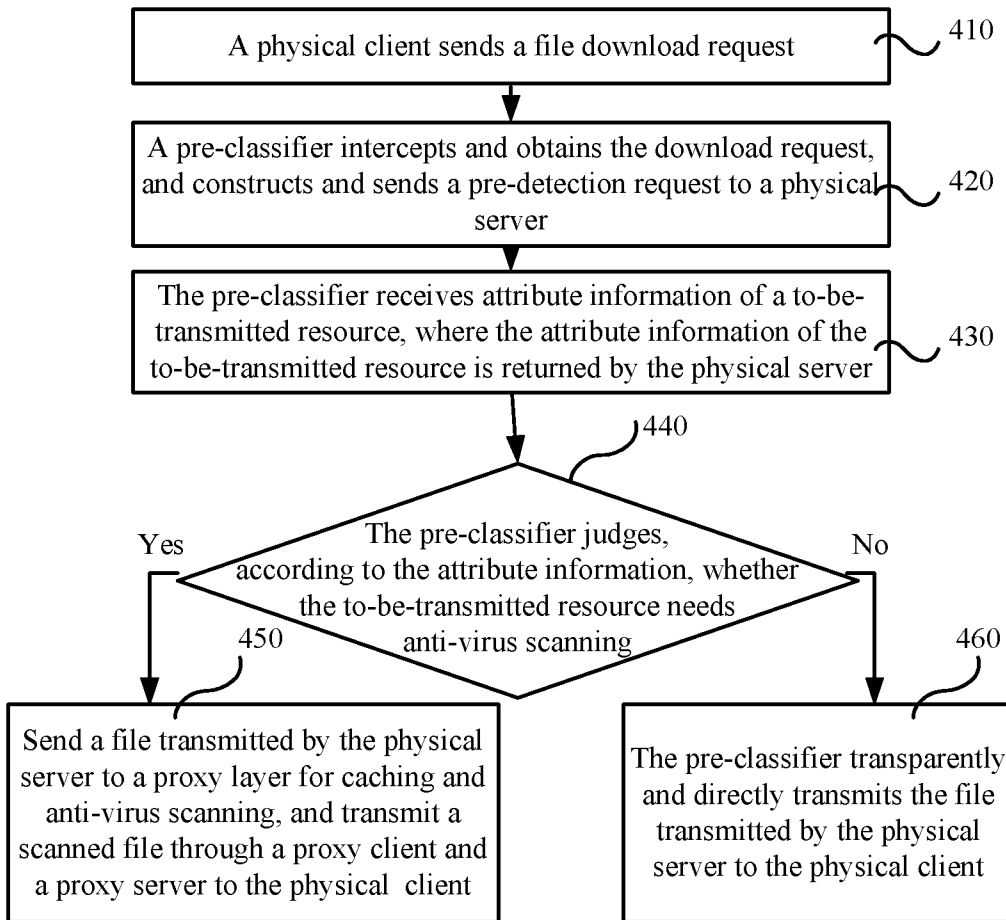 A physical client sends a file download request
410
A pre-classifier intercepts and obtains the download request,
and constructs and sends a pre-detection request to a physical
server
420
The pre-classifier receives attribute information of a to-be-
transmitted resource, where the attribute information of the
to-be-transmitted resource is returned by the physical server
430
440
The pre-classifier judges,
according to the attribute information, whether
the to-be-transmitted resource needs
anti-virus scanning
Yes
No
450
Send a file transmitted by the physical
server to a proxy layer for caching and
anti-virus scanning, and transmit a
scanned file through a proxy client and
a proxy server to the physical client
460
The pre-classifier transparently
and directly transmits the file
transmitted by the physical
server to the physical client